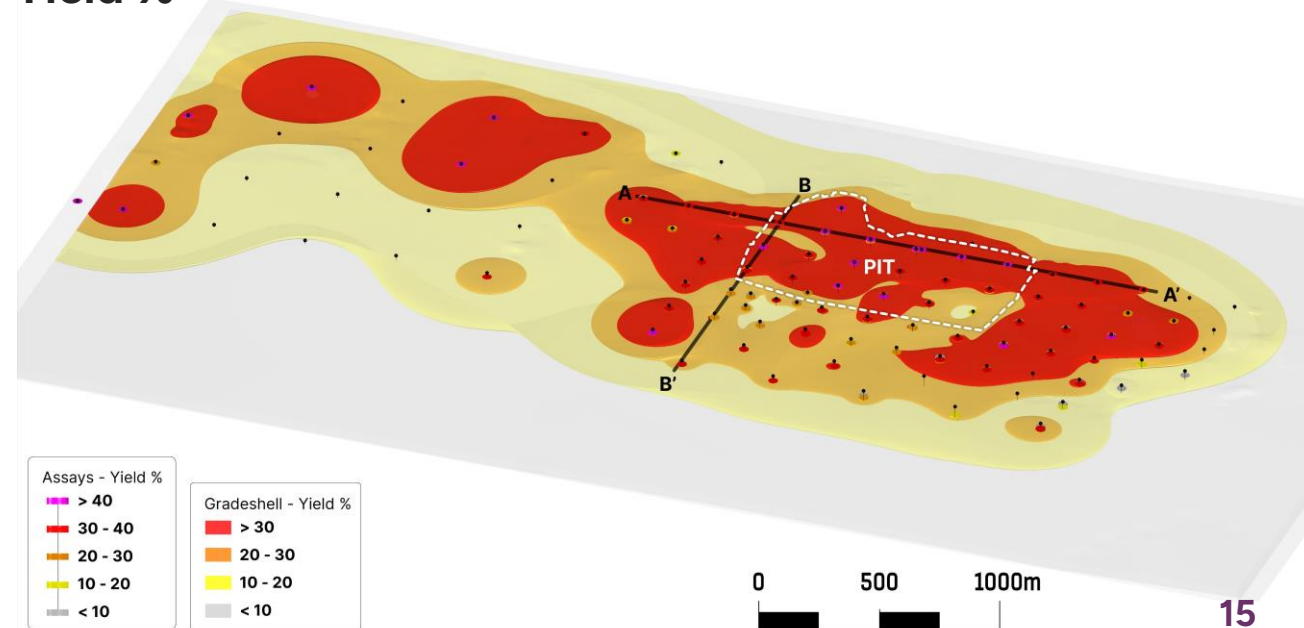 Yield %
A
B
PIT
A'
B'
Assays - Yield %
> 40
30 - 40
20 - 30
10 - 20
< 10
Gradeshell - Yield %
> 30
20 - 30
10 - 20
< 10
0 500 1000m
15